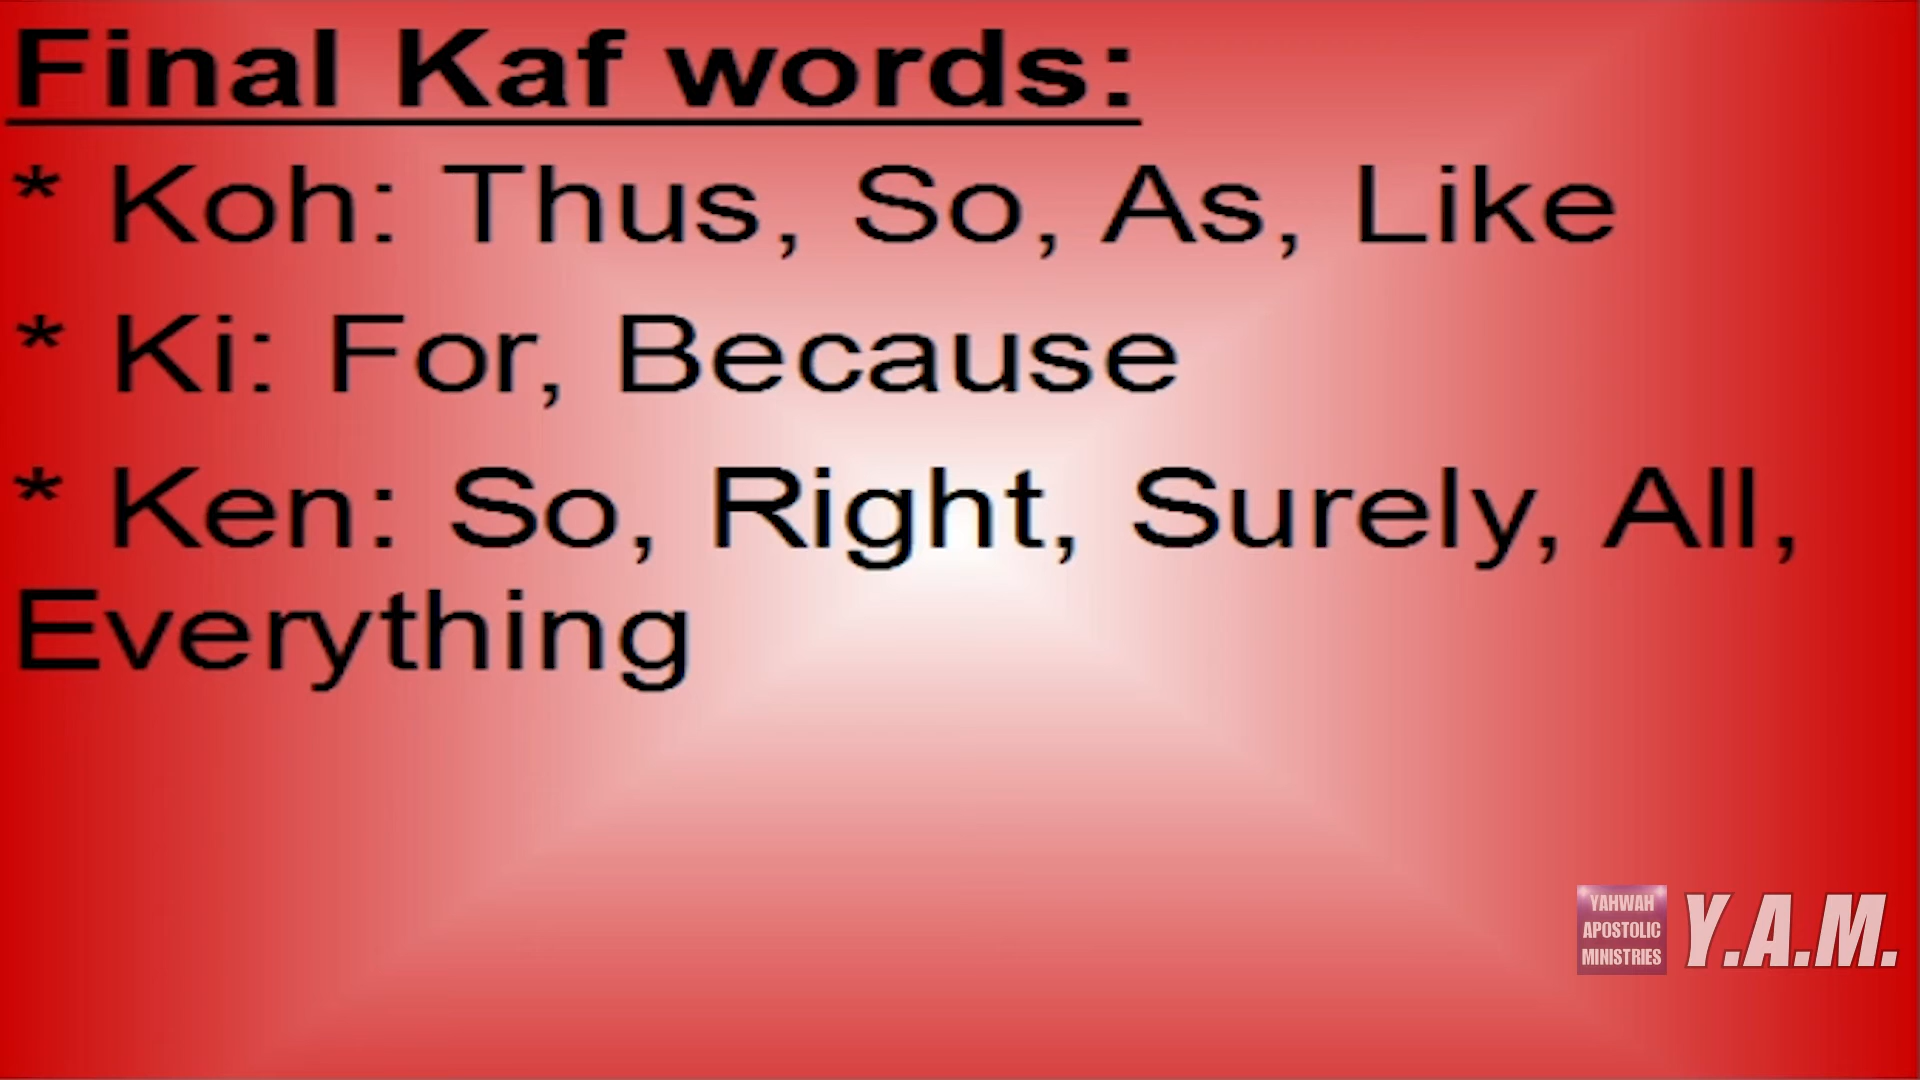 Final Kaf words:
* Koh: Thus, So, As, Like
* Ki: For, Because
* Ken: So, Right, Surely, All,
Everything
YAHWAH
APOSTOLIC
MINISTRIES
Y.A.M.